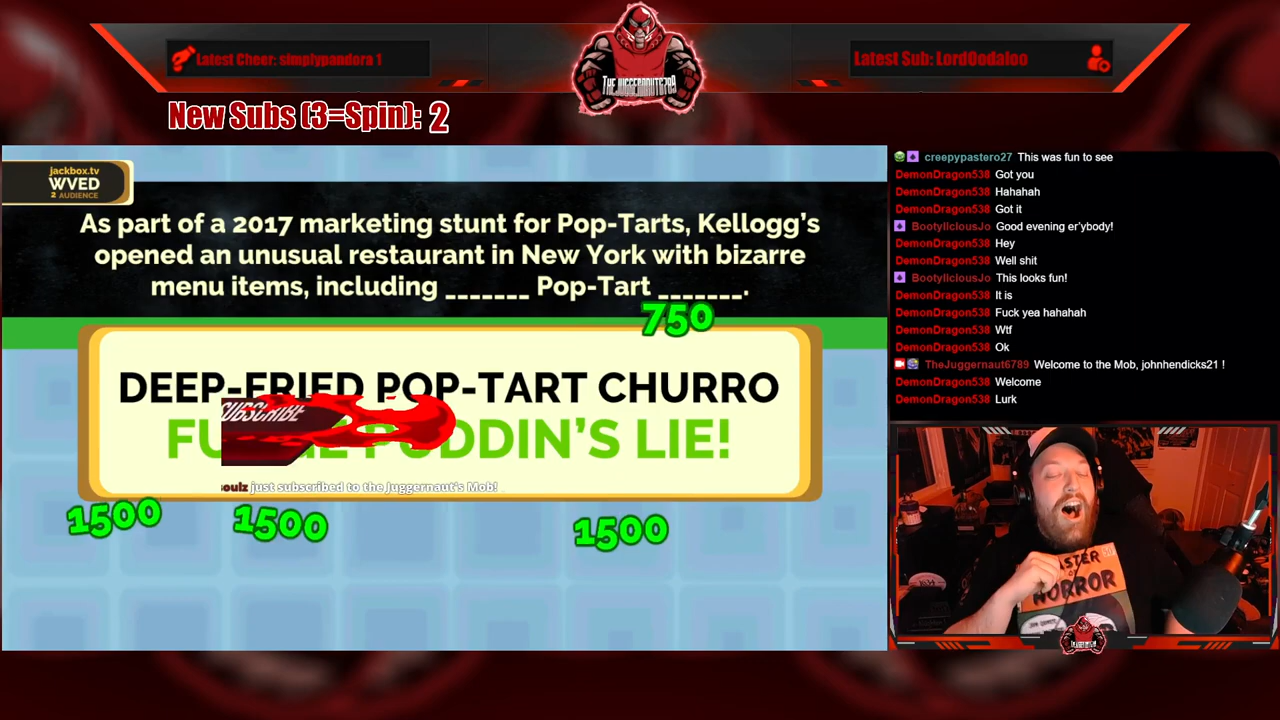 Latest Cheer: simplypandora 1
THEJUGGERNAUT6789
Latest Sub: LordOodaloo
New Subs (3=Spin): 2
jackbox.tv
WVED
2 AUDIENCE
As part of a 2017 marketing stunt for Pop-Tarts, Kellogg's
opened an unusual restaurant in New York with bizarre
menu items, including _______ Pop-Tart _______.
750
DEEP-FRIED POP-TART CHURRO
SUBSCRIBE
PUDDIN'S LIE!
just subscribed to the Juggernaut's Mob!
1500
1500
1500
creepypastero27 This was fun to see
DemonDragon538 Got you
DemonDragon538 Hahahah
DemonDragon538 Got it
BootyliciousJo Good evening er'ybody!
DemonDragon538 Hey
DemonDragon538 Well shit
BootyliciousJo This looks fun!
DemonDragon538 It is
DemonDragon538 Fuck yea hahahah
DemonDragon538 Wtf
DemonDragon538 Ok
TheJuggernaut6789 Welcome to the Mob, johnhendicks21 !
DemonDragon538 Welcome
DemonDragon538 Lurk
HORROR